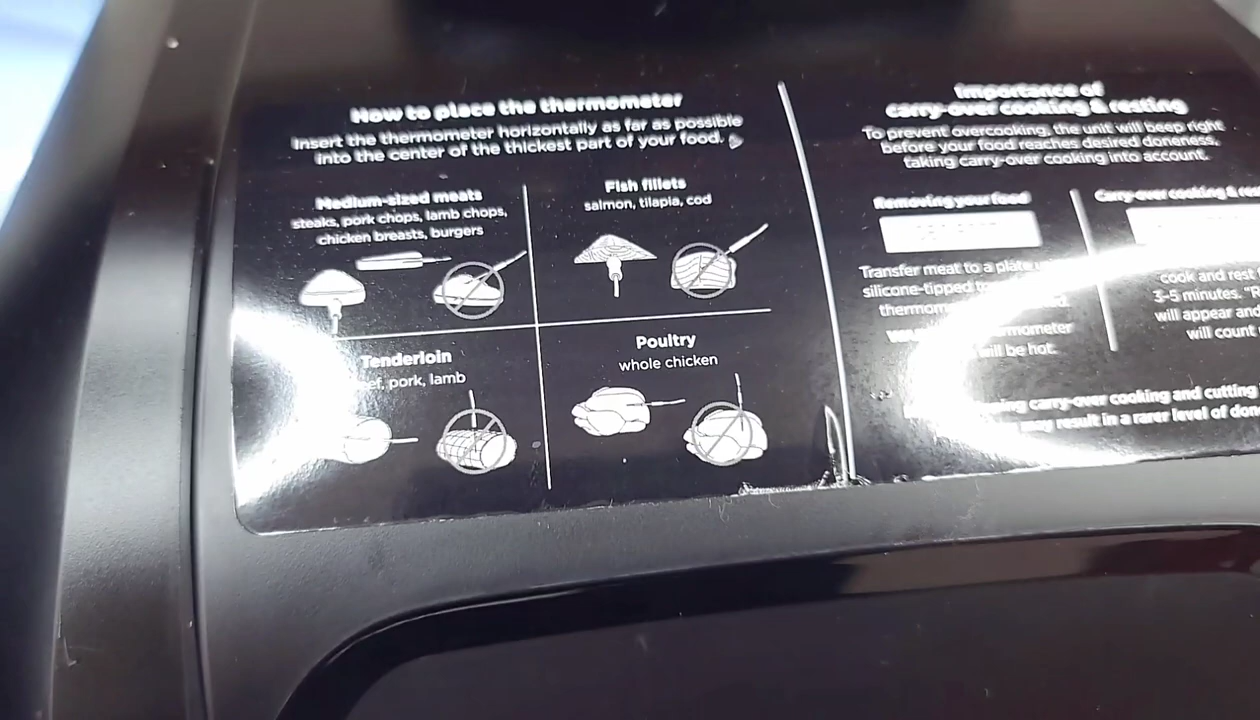 How to place the thermometer
Insert the thermometer horizontally as far as possible
into the center of the thickest part of your food.
Medium-sized meats
steaks, pork chops, lamb chops,
chicken breasts, burgers
Fish fillets
salmon, tilapia, cod
Tenderloin
pork, lamb
Poultry
whole chicken
Importance of
carry-over cooking & resting
To prevent overcooking, the unit will beep right
before your food reaches desired doneness,
taking carry-over cooking into account.
Removing your food
Transfer meat to a plate
silicone-tipped
will be hot.
Carry-over cooking &
cook and rest
3-5 minutes.
will appear and
will count
carry-over cooking and cutting
may result in a rarer level of